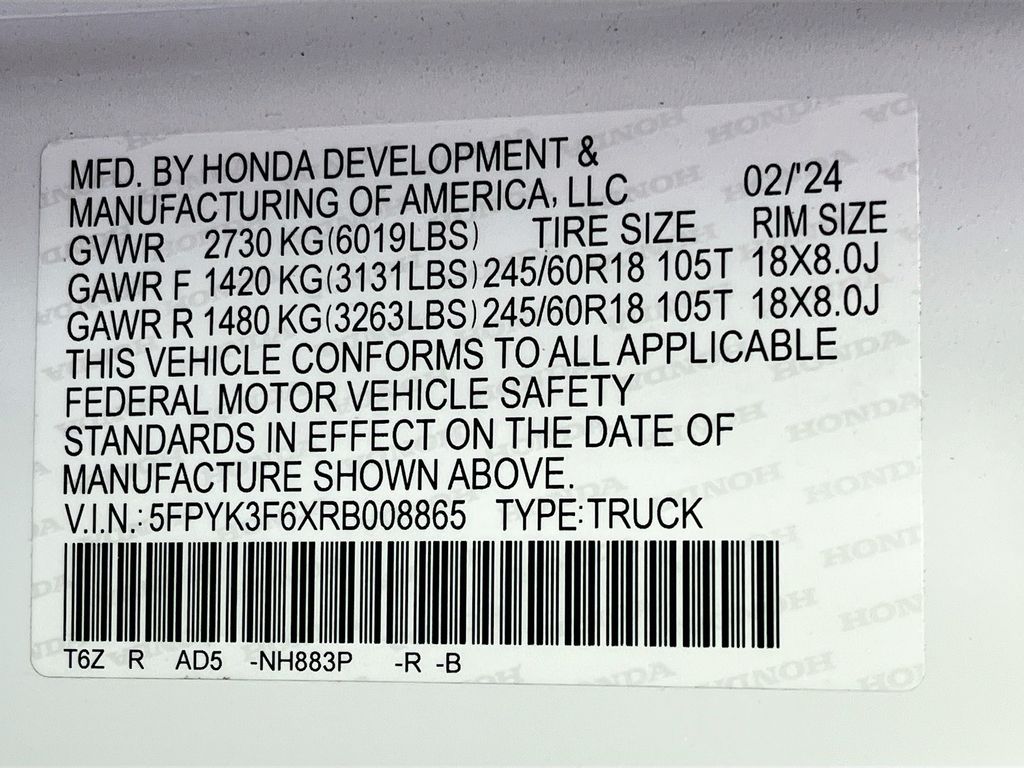 MFD. BY HONDA DEVELOPMENT &
MANUFACTURING OF AMERICA, LLC 02/'24
GVWR 2730 KG(6019LBS) TIRE SIZE RIM SIZE
GAWR F 1420 KG(3131LBS) 245/60R18 105T 18X8.0J
GAWR R 1480 KG(3263LBS) 245/60R18 105T 18X8.0J
THIS VEHICLE CONFORMS TO ALL APPLICABLE
FEDERAL MOTOR VEHICLE SAFETY
STANDARDS IN EFFECT ON THE DATE OF
MANUFACTURE SHOWN ABOVE.
V.I.N.: 5FPYK3F6XRB008865 TYPE:TRUCK
T6Z R AD5 -NH883P -R -B